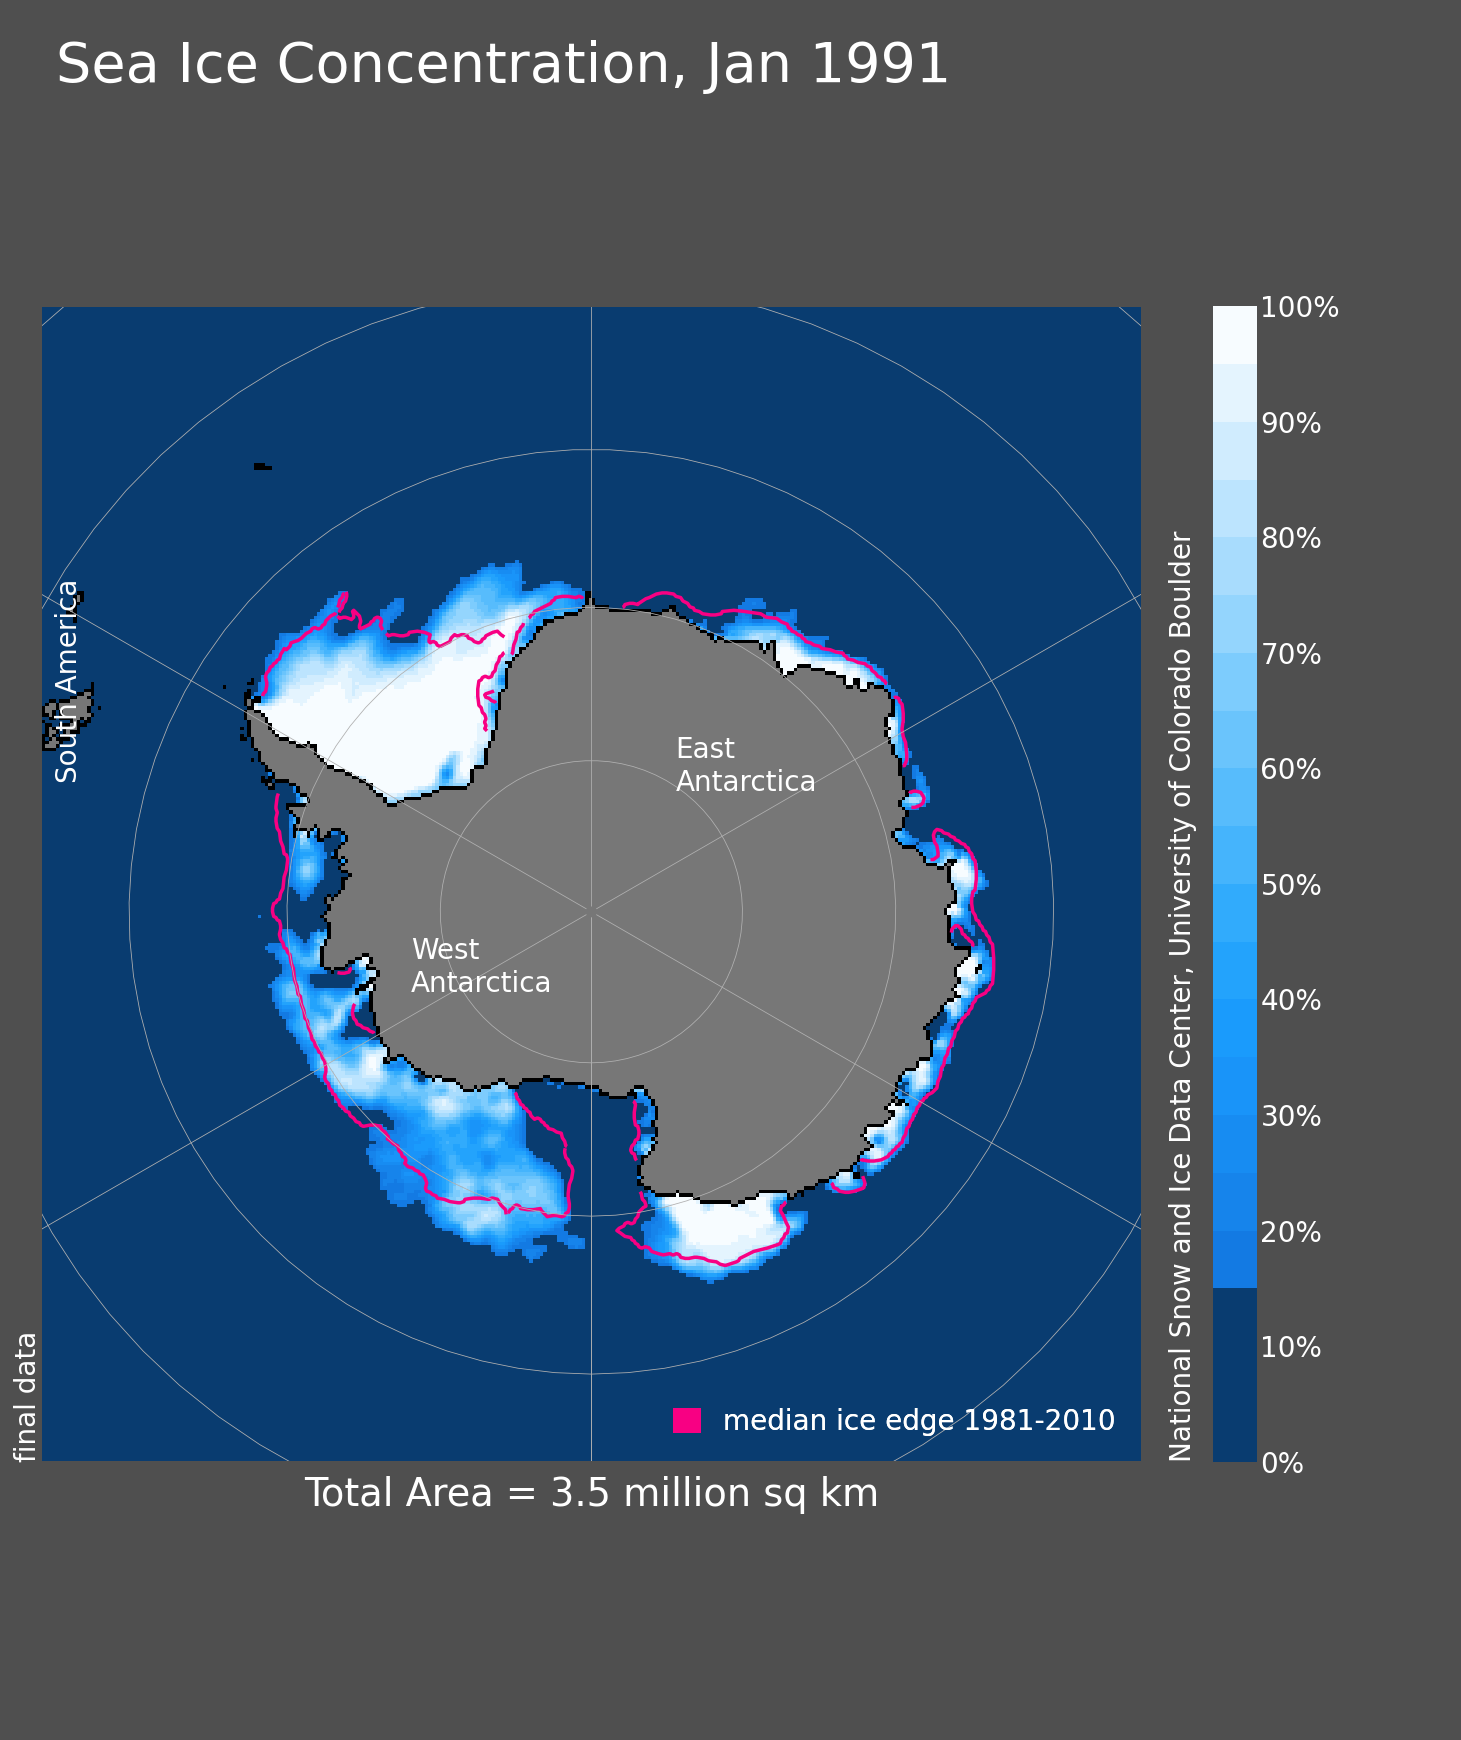 Sea Ice Concentration, Jan 1991
South America
East
Antarctica
West
Antarctica
final data
median ice edge 1981-2010
Total Area = 3.5 million sq km
National Snow and Ice Data Center, University of Colorado Boulder
100%
90%
80%
70%
60%
50%
40%
30%
20%
10%
0%